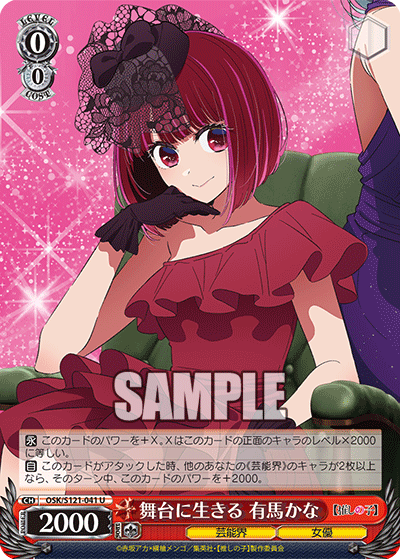 LEVEL
0
0
COST
SAMPLE
永 このカードのパワーを＋X。Xはこのカードの正面のキャラのレベル×2000
に等しい。
自 このカードがアタックした時、他のあなたの《芸能界》のキャラが2枚以上
なら、そのターン中、このカードのパワーを＋2000。
CH OSK/S121-041 U
2000
舞台に生きる 有馬かな
【推しの子】
芸能界 女優
©赤坂アカ×横槍メンゴ／集英社・【推しの子】製作委員会